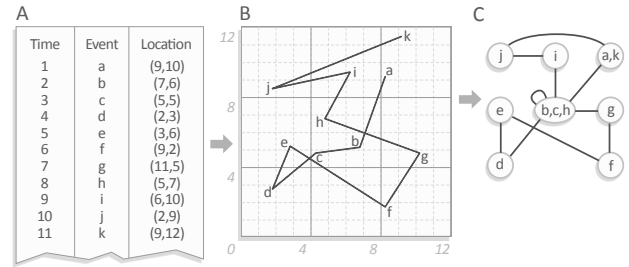 A
Time Event Location
1 a (9,10)
2 b (7,6)
3 c (5,5)
4 d (2,3)
5 e (3,6)
6 f (9,2)
7 g (11,5)
8 h (5,7)
9 i (6,10)
10 j (2,9)
11 k (9,12)
B
12
8
4
0
4
8
12
k
a
i
j
h
e
b
c
g
d
f
C
j
i
a,k
e
b,c,h
g
d
f